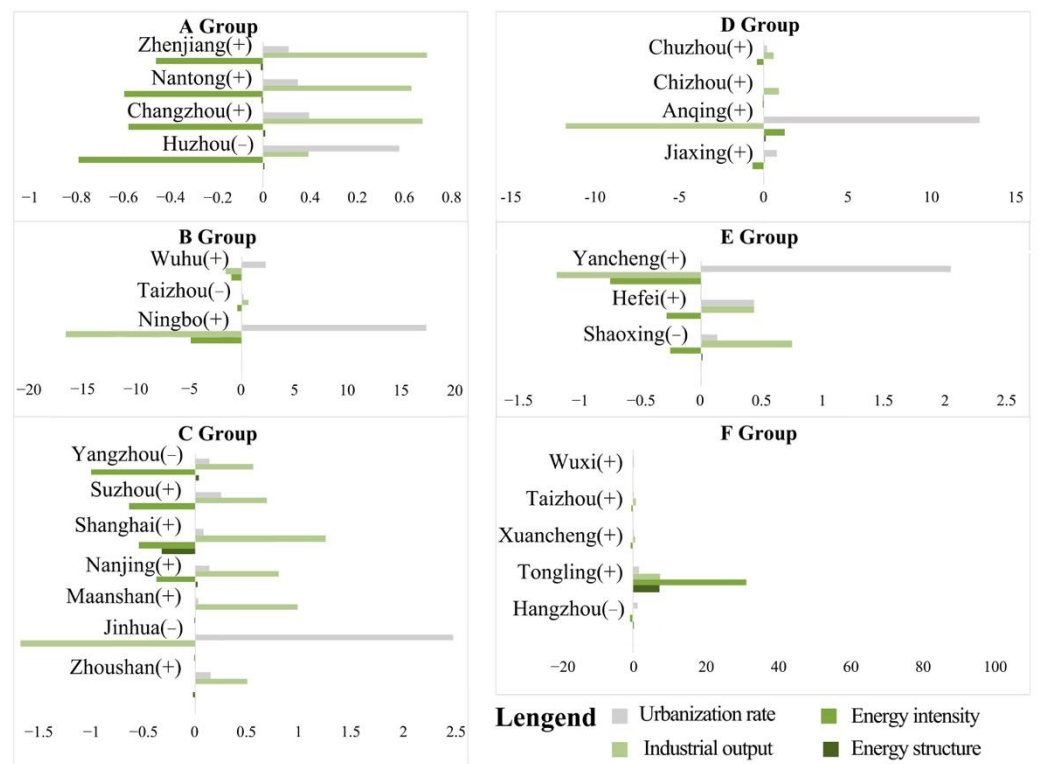 A Group
Zhenjiang(+)
Nantong(+)
Changzhou(+)
Huzhou(−)
−1 −0.8 −0.6 −0.4 0 0.4 0.6 0.8
B Group
Wuhu(+)
Taizhou(−)
Ningbo(+)
−20 −15 −10 −5 0 5 10 15 20
C Group
Yangzhou(−)
Suzhou(+)
Shanghai(+)
Nanjing(+)
Maanshan(+)
Jinhua(−)
Zhoushan(+)
−1.5 −1 −0.5 0 0.5 1 1.5 2 2.5
D Group
Chuzhou(+)
Chizhou(+)
Anqing(+)
Jiaxing(+)
-15 −10 −5 0 5 10 15
E Group
Yancheng(+)
Hefei(+)
Shaoxing(−)
−1.5 −1 −0.5 0 0.5 1 1.5 2 2.5
F Group
Wuxi(+)
Taizhou(+)
Xuancheng(+)
Tongling(+)
Hangzhou(−)
−20 0 20 40 60 80 100
Lengend Urbanization rate Energy intensity
Industrial output Energy structure